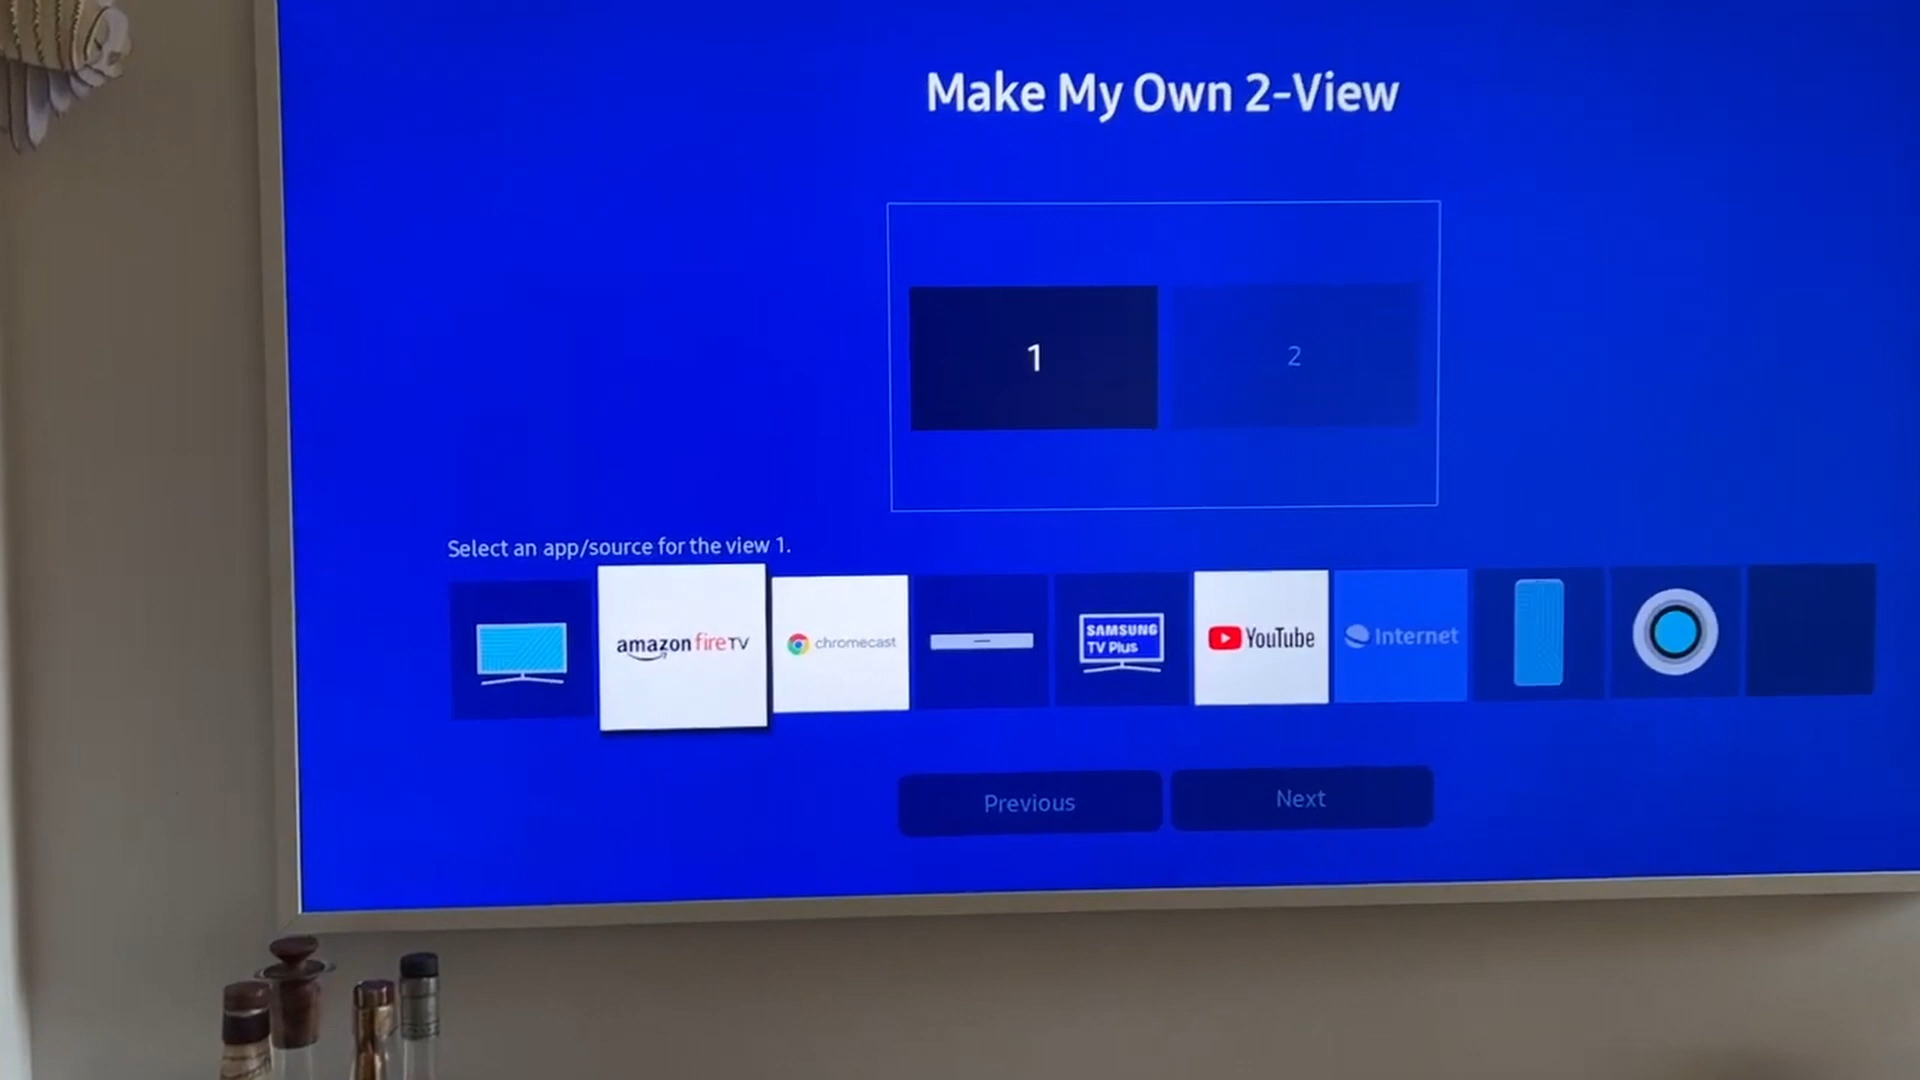 Make My Own 2-View
1
2
Select an app/source for the view 1.
amazon fireTV
chromecast
SAMSUNG
TV Plus
YouTube
Internet
Previous
Next